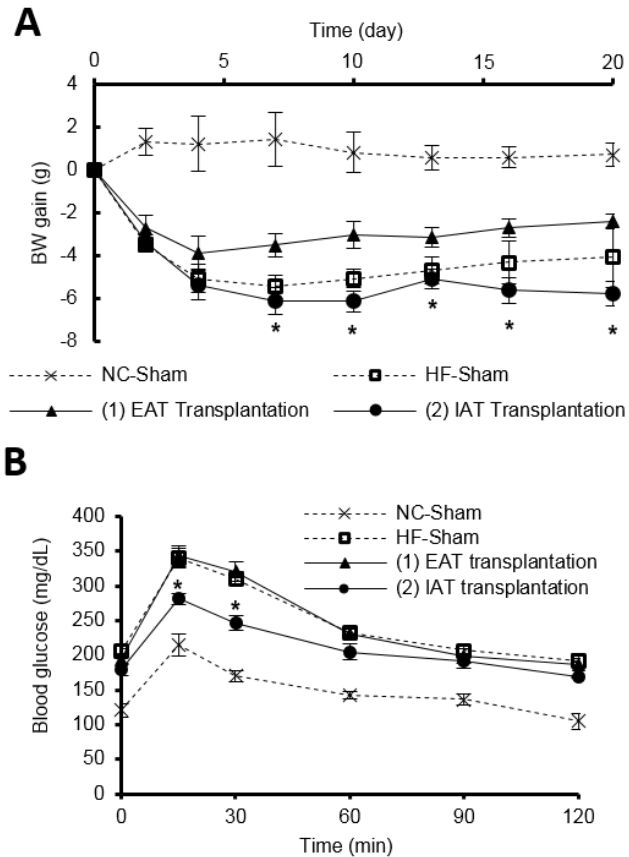 A
Time (day)
0 5 10 15 20
4
2
0
-2
-4
-6
-8
BW gain (g)
* * * * *
NC-Sham HF-Sham
(1) EAT Transplantation (2) IAT Transplantation
B
NC-Sham
HF-Sham
(1) EAT transplantation
(2) IAT transplantation
400
350
300
250
200
150
100
50
0
Blood glucose (mg/dL)
* *
0 30 60 90 120
Time (min)